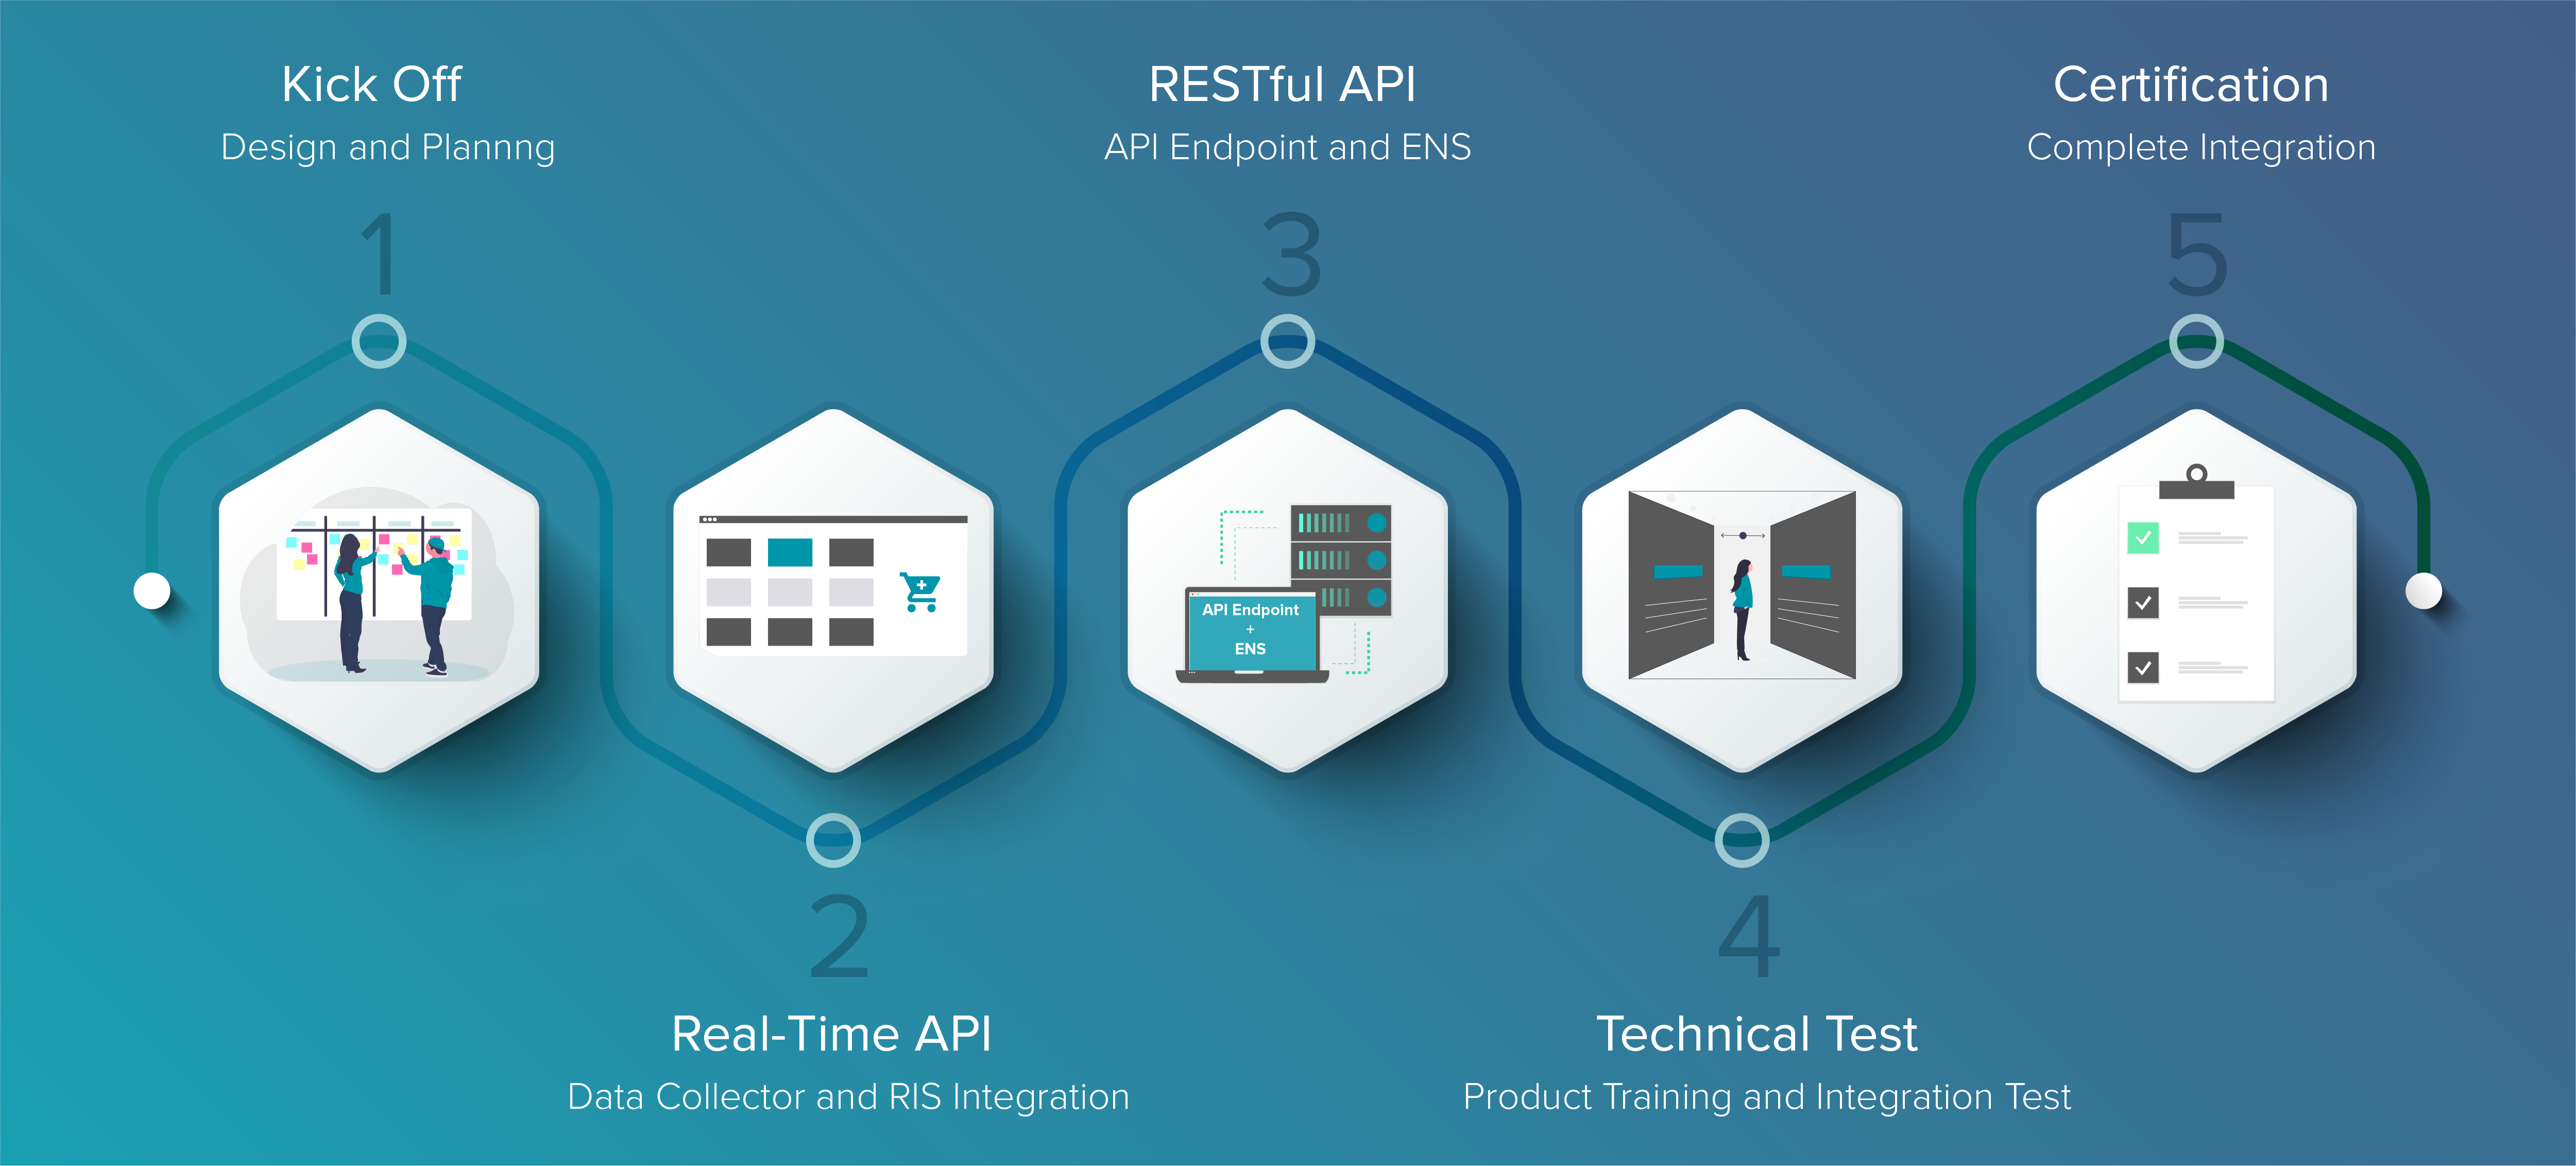 Kick Off
Design and Plannng
1
Real-Time API
Data Collector and RIS Integration
2
RESTful API
API Endpoint and ENS
3
API Endpoint
+
ENS
Technical Test
Product Training and Integration Test
4
Certification
Complete Integration
5